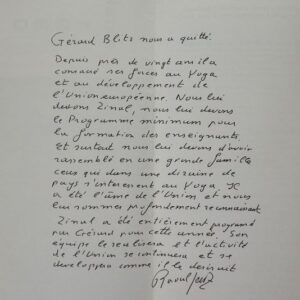 Gérard Blitz nous a quitté.
Depuis près de vingt ans il a
consacré ses forces au Yoga
et au développement de
l'Union européenne. Nous lui
devons Zinal, nous lui devons
le Programme minimum pour
la formation des enseignants.
Et surtout nous lui devons d'avoir
rassemblé en une grande famille
ceux qui dans une dizaine de
pays s'intéressent au Yoga. Il
a été l'âme de l'Union et nous
lui sommes profondément reconnaissant.
Zinal a été entièrement programmé
par Gérard pour cette année. Son
équipe le réalisera et l'activité
de l'Union se continuera et se
développera comme il le désirait
Raoul